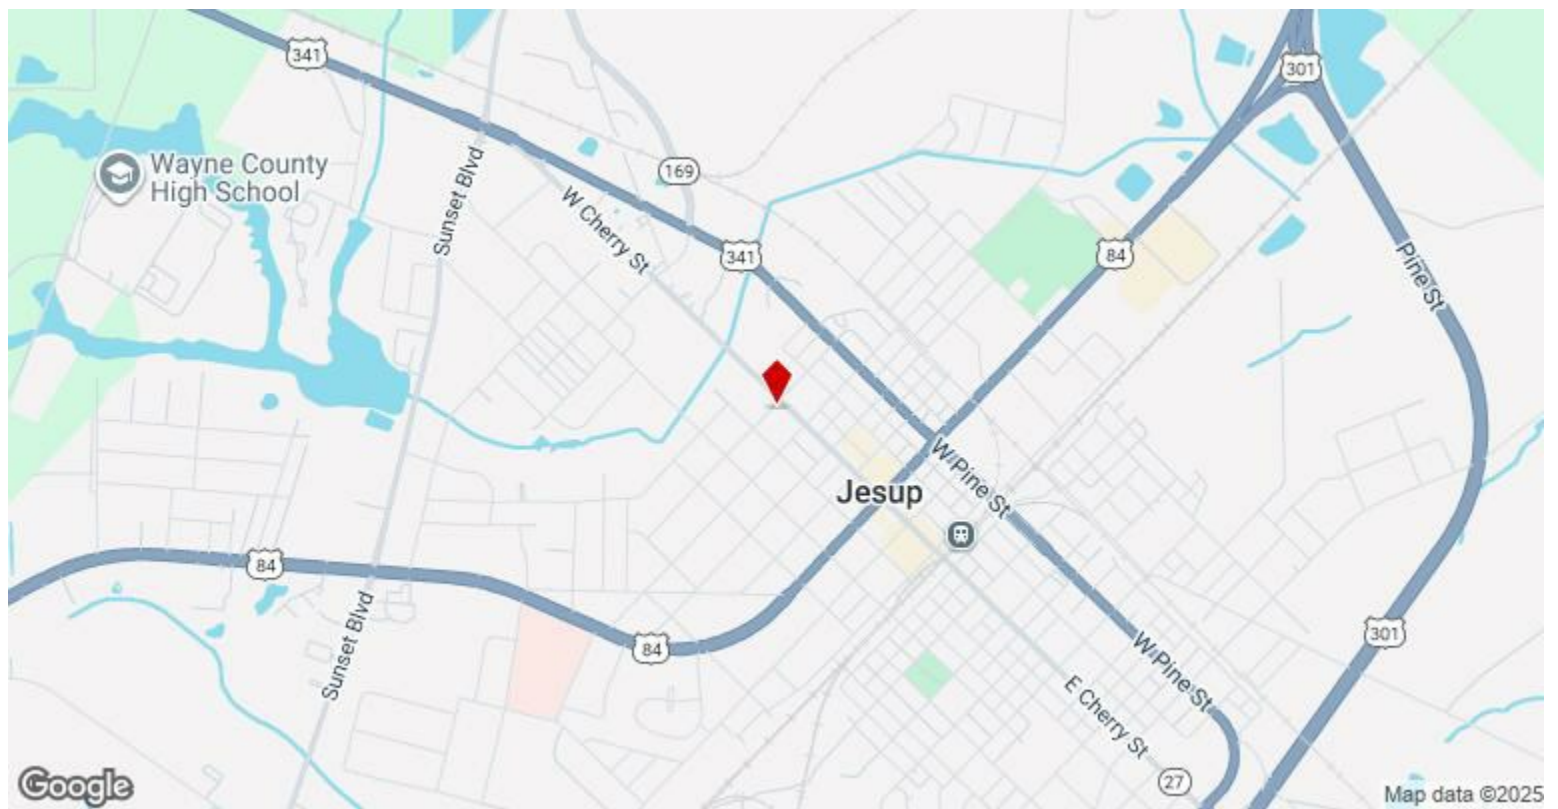 341
301
Wayne County
High School
Sunset Blvd
169
W Cherry St
341
84
Pine St
Jesup
W Pine St
84
Sunset Blvd
84
W Pine St
301
E Cherry St
27
Google
Map data ©2025